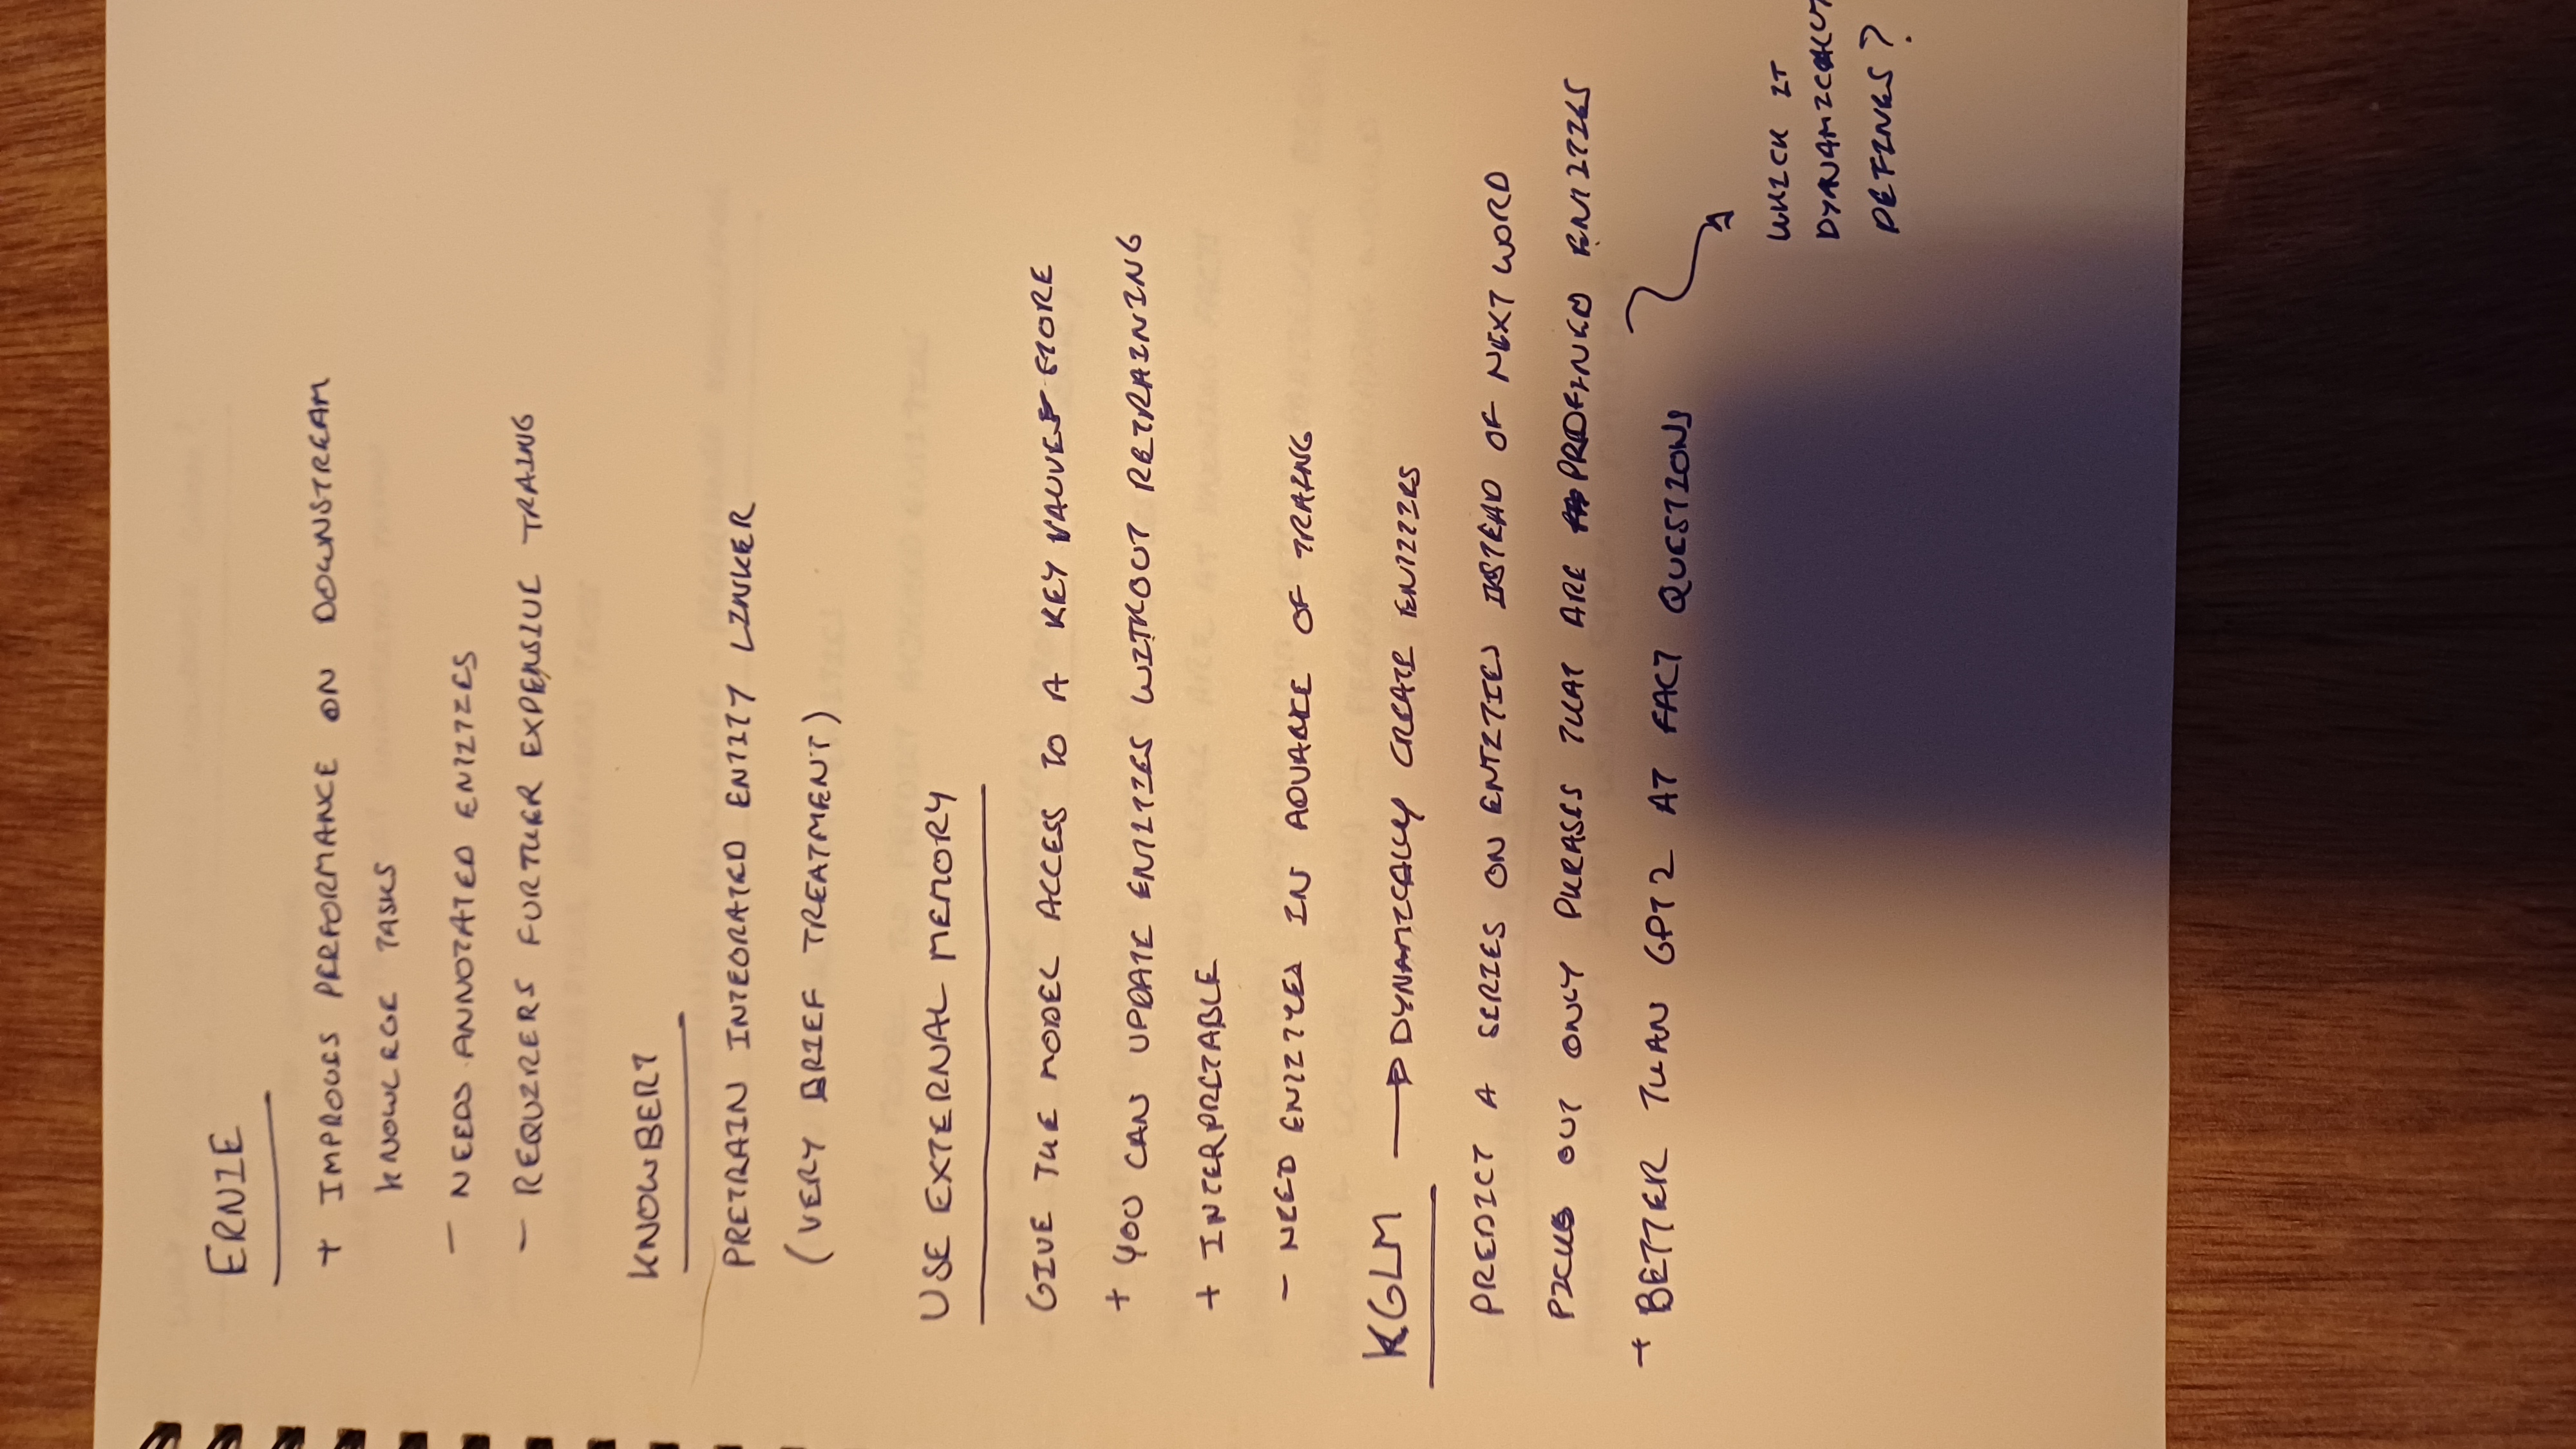 ERNIE
+ IMPROVES PERFORMANCE ON DOWNSTREAM
KNOWLEGE TASKS
- NEEDS ANNOTATED ENTITIES
- REQUIRERS FURTHER EXPENSIVE TRAING
KNOWBERT
PRETRAIN INTEGRATED ENTITY LINKER
(VERY BRIEF TREATMENT)
USE EXTERNAL MEMORY
GIVE THE MODEL ACCESS TO A KEY VALUE STORE
+ YOU CAN UPDATE ENTITIES WITHOUT RETRAINING
+ INTERPRETABLE
- NEED ENTITYES IN ADVANCE OF TRAING
KGLM → DYNAMICALLY CREATE ENTITIES
PREDICT A SERIES ON ENTITIES INSTEAD OF NEXT WORD
PICKS OUT ONLY PHRASES THAT ARE PRDEFINED ENTITIES
+ BETTER THAN GPT2 AT FACT QUESTIONS
WHICH IT
DYNAMICALLY
DEFINES?